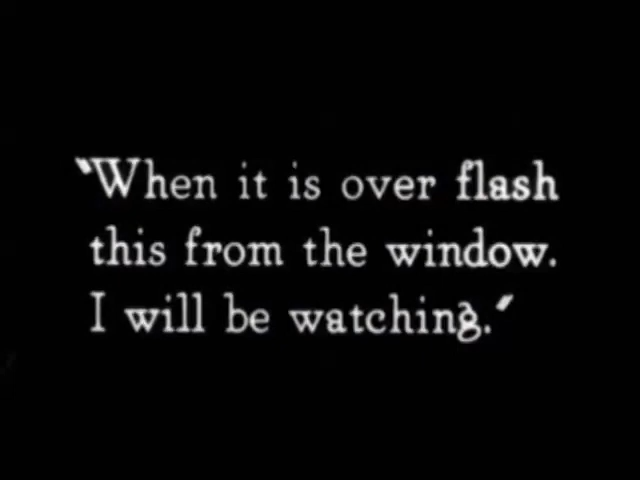 "When it is over flash
this from the window.
I will be watching."